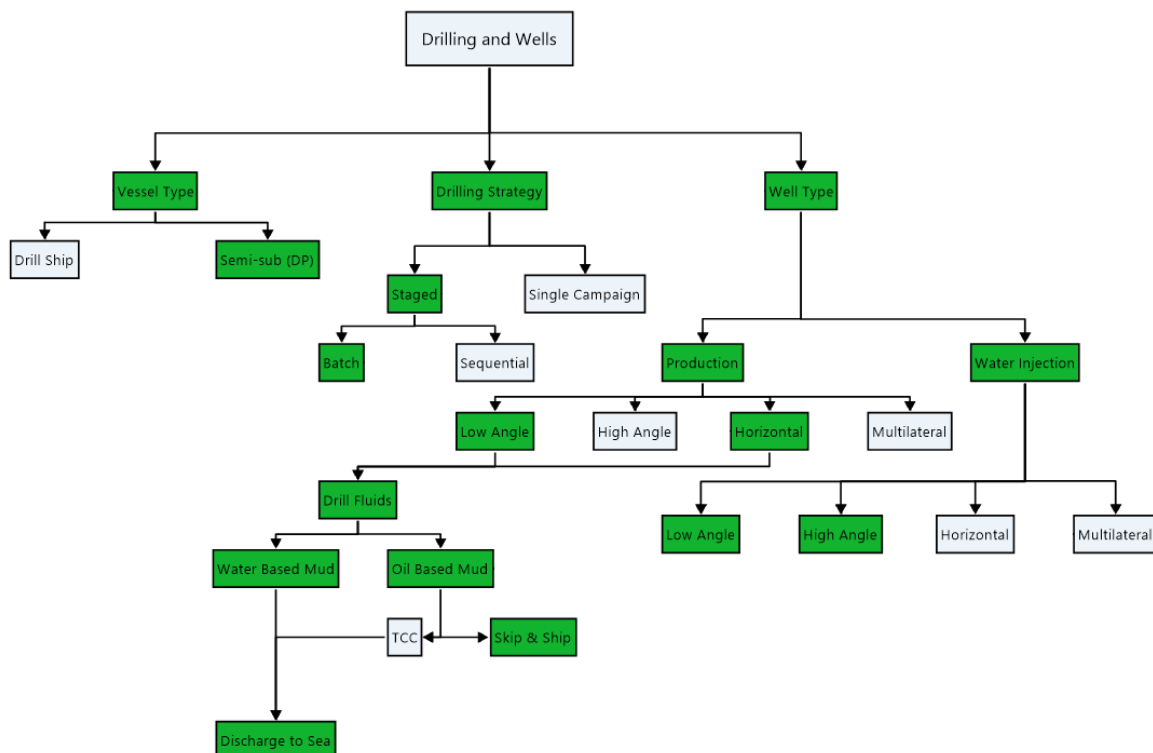 Drilling and Wells
Vessel Type
Drilling Strategy
Well Type
Drill Ship
Semi-sub (DP)
Staged
Single Campaign
Batch
Sequential
Production
Water Injection
Low Angle
High Angle
Horizontal
Multilateral
Drill Fluids
Low Angle
High Angle
Horizontal
Multilateral
Water Based Mud
Oil Based Mud
TCC
Skip & Ship
Discharge to Sea